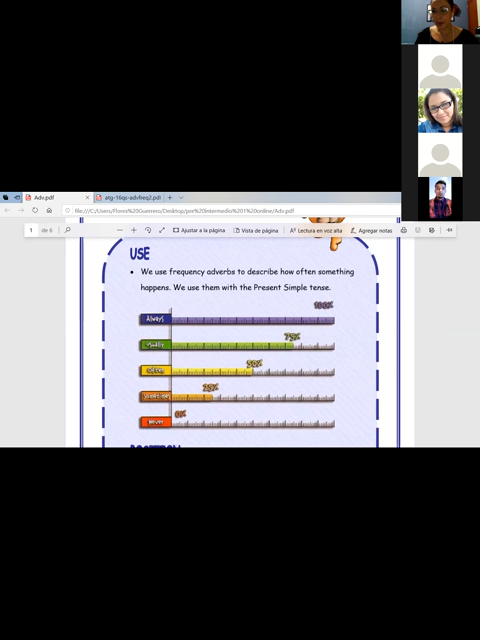 Adv.pdf
atg-16qs-advfreq2.pdf
file:///C:/Users/Flores%20Guerrero/Desktop/pre%20intermedio%201%20online/Adv.pdf
1 de 6
Ajustar a la página
Vista de página
Lectura en voz alta
Agregar notas
USE
We use frequency adverbs to describe how often something
happens. We use them with the Present Simple tense.
100%
Always
75%
usually
50%
often
25%
sometimes
0%
never